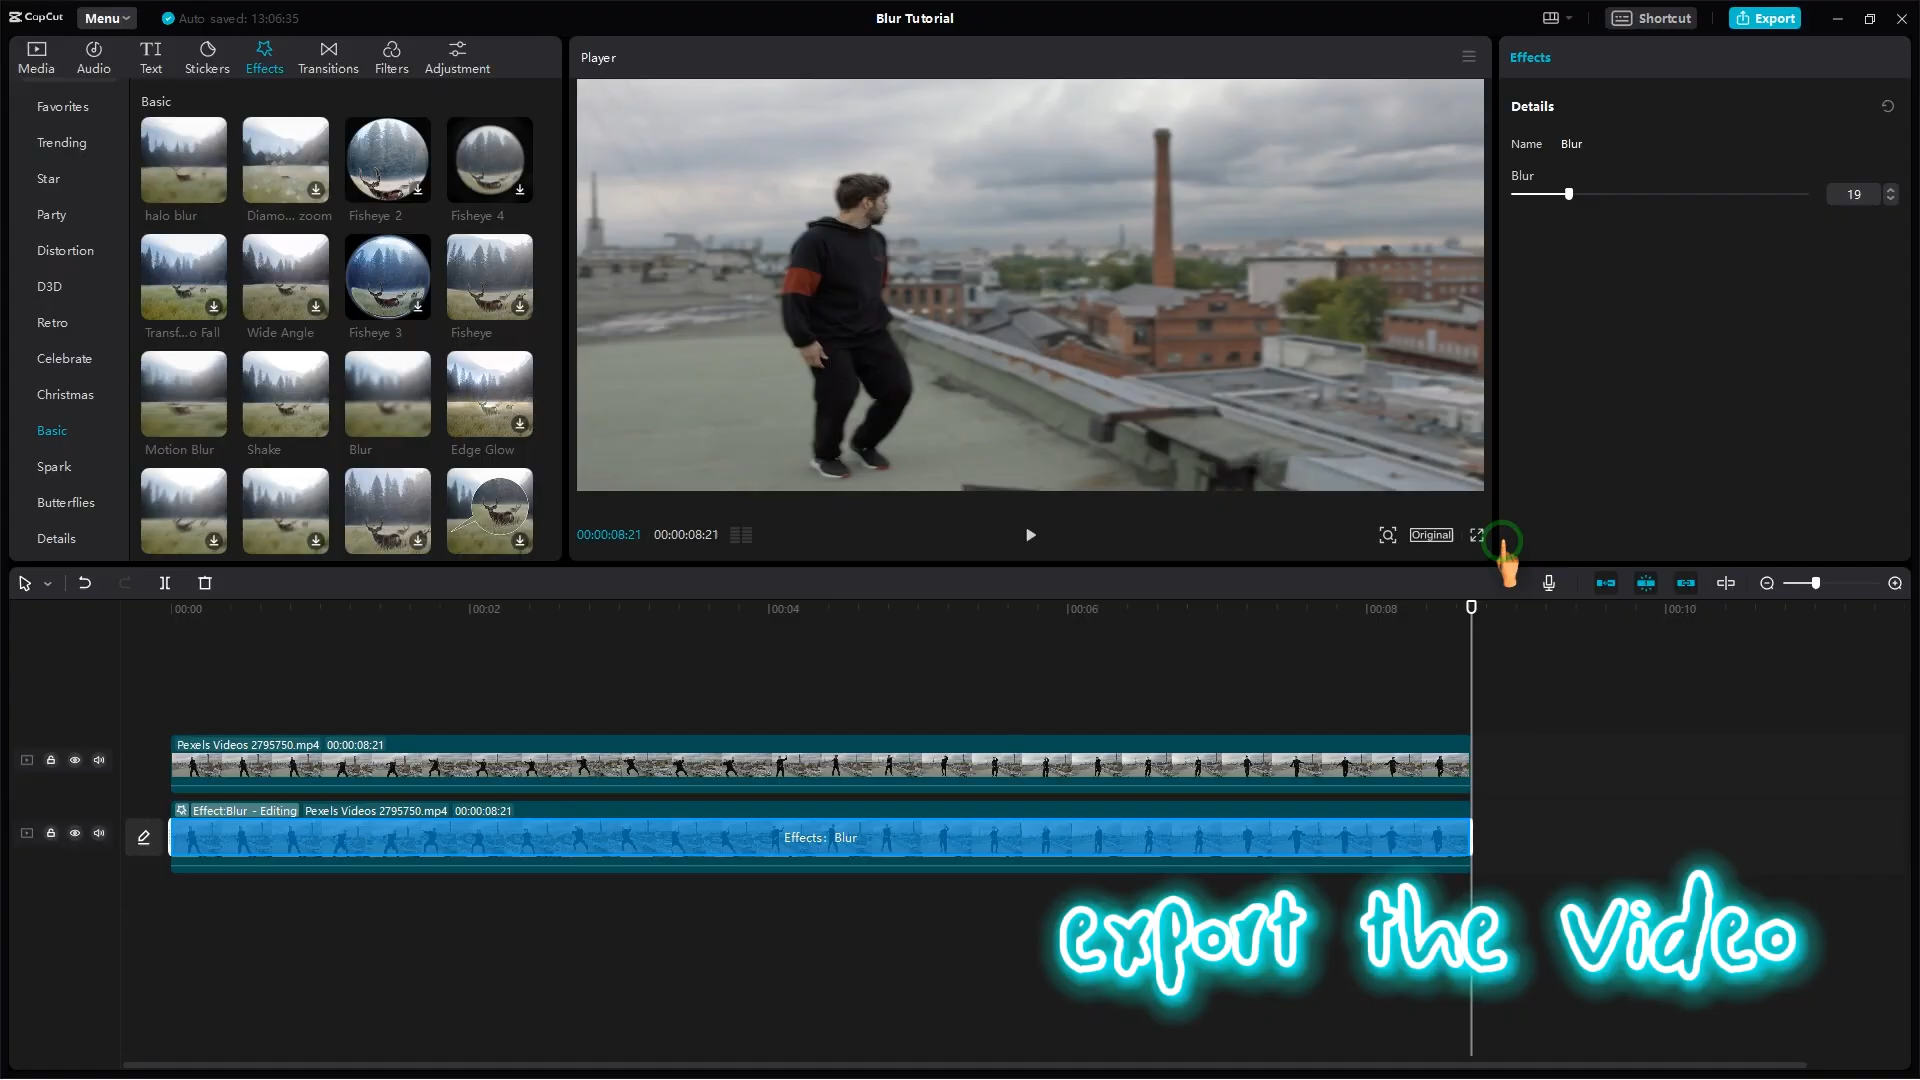 CapCut
Menu
Auto saved: 13:06:35
Blur Tutorial
Shortcut
Export
Media
Audio
TI
Text
Stickers
Effects
Transitions
Filters
Adjustment
Favorites
Trending
Star
Party
Distortion
D3D
Retro
Celebrate
Christmas
Basic
Spark
Butterflies
Details
Basic
halo blur
Diamo... zoom
Fisheye 2
Fisheye 4
Transf...o Fall
Wide Angle
Fisheye 3
Fisheye
Motion Blur
Shake
Blur
Edge Glow
Player
00:00:08:21
00:00:08:21
Original
Effects
Details
Name Blur
Blur
19
00:00
00:02
00:04
00:06
00:08
00:10
Pexels Videos 2795750.mp4 00:00:08:21
Effect:Blur - Editing Pexels Videos 2795750.mp4 00:00:08:21
Effects: Blur
export the video